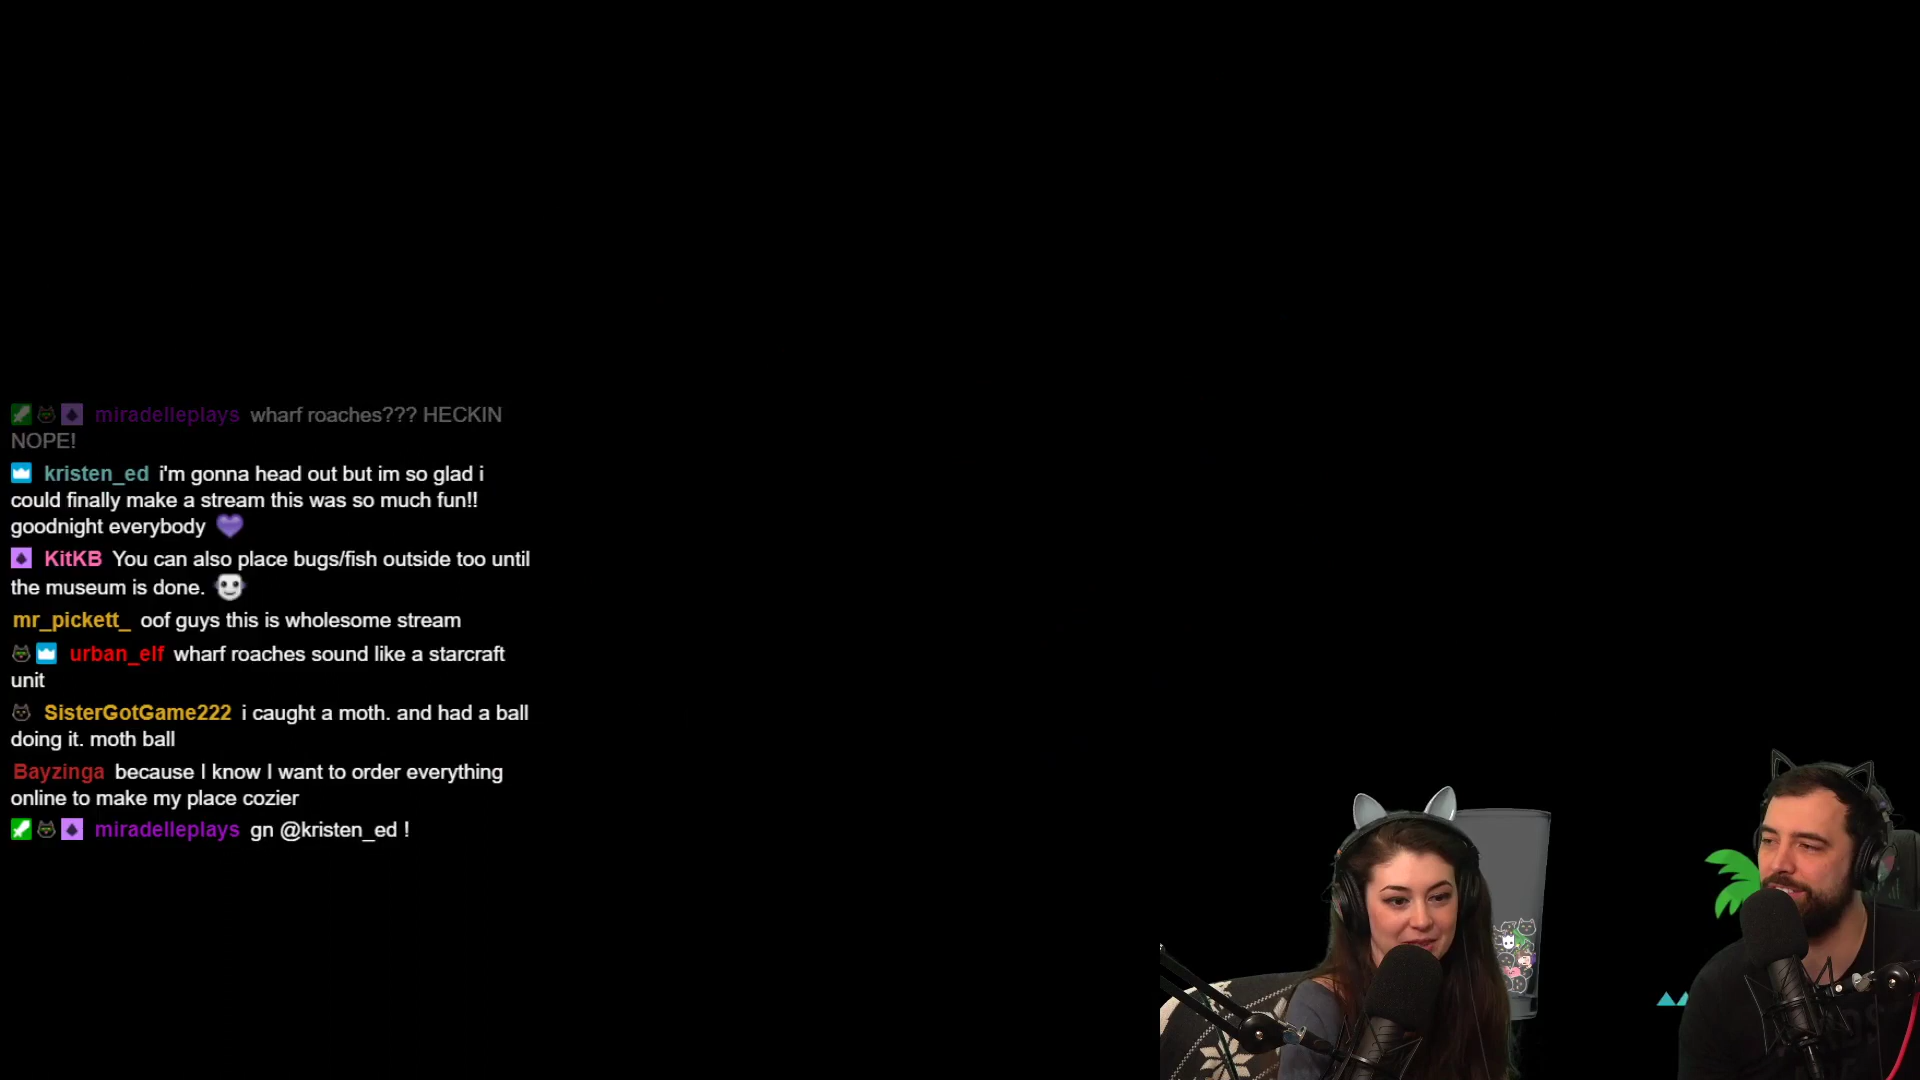 miradelleplays wharf roaches??? HECKIN
NOPE!
kristen_ed i'm gonna head out but im so glad i
could finally make a stream this was so much fun!!
goodnight everybody
KitKB You can also place bugs/fish outside too until
the museum is done.
mr_pickett_ oof guys this is wholesome stream
urban_elf wharf roaches sound like a starcraft
unit
SisterGotGame222 i caught a moth. and had a ball
doing it. moth ball
Bayzinga because I know I want to order everything
online to make my place cozier
miradelleplays gn @kristen_ed !